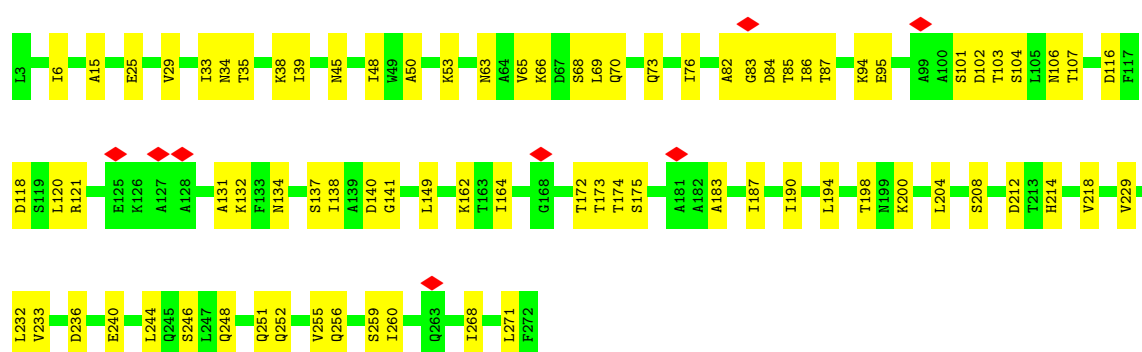 L3 I6 A15 E25 V29 I33 N34 T35 K38 I39 N45 I48 W49 A50 K53 N63 A64 V65 K66 D67 S68 L69 Q70 Q73 I76 A82 G83 D84 T85 I86 T87 K94 E95 A99 A100 S101 D102 T103 S104 L105 N106 T107 D116 F117
D118 S119 L120 R121 E125 K126 A127 A128 A131 K132 F133 N134 S137 I138 A139 D140 G141 L149 K162 T163 I164 G168 T172 T173 T174 S175 A181 A182 A183 I187 I190 L194 T198 N199 K200 L204 S208 D212 T213 H214 V218 V229
L232 V233 D236 E240 L244 Q245 S246 L247 Q248 Q251 Q252 V255 Q256 S259 I260 Q263 I268 L271 F272